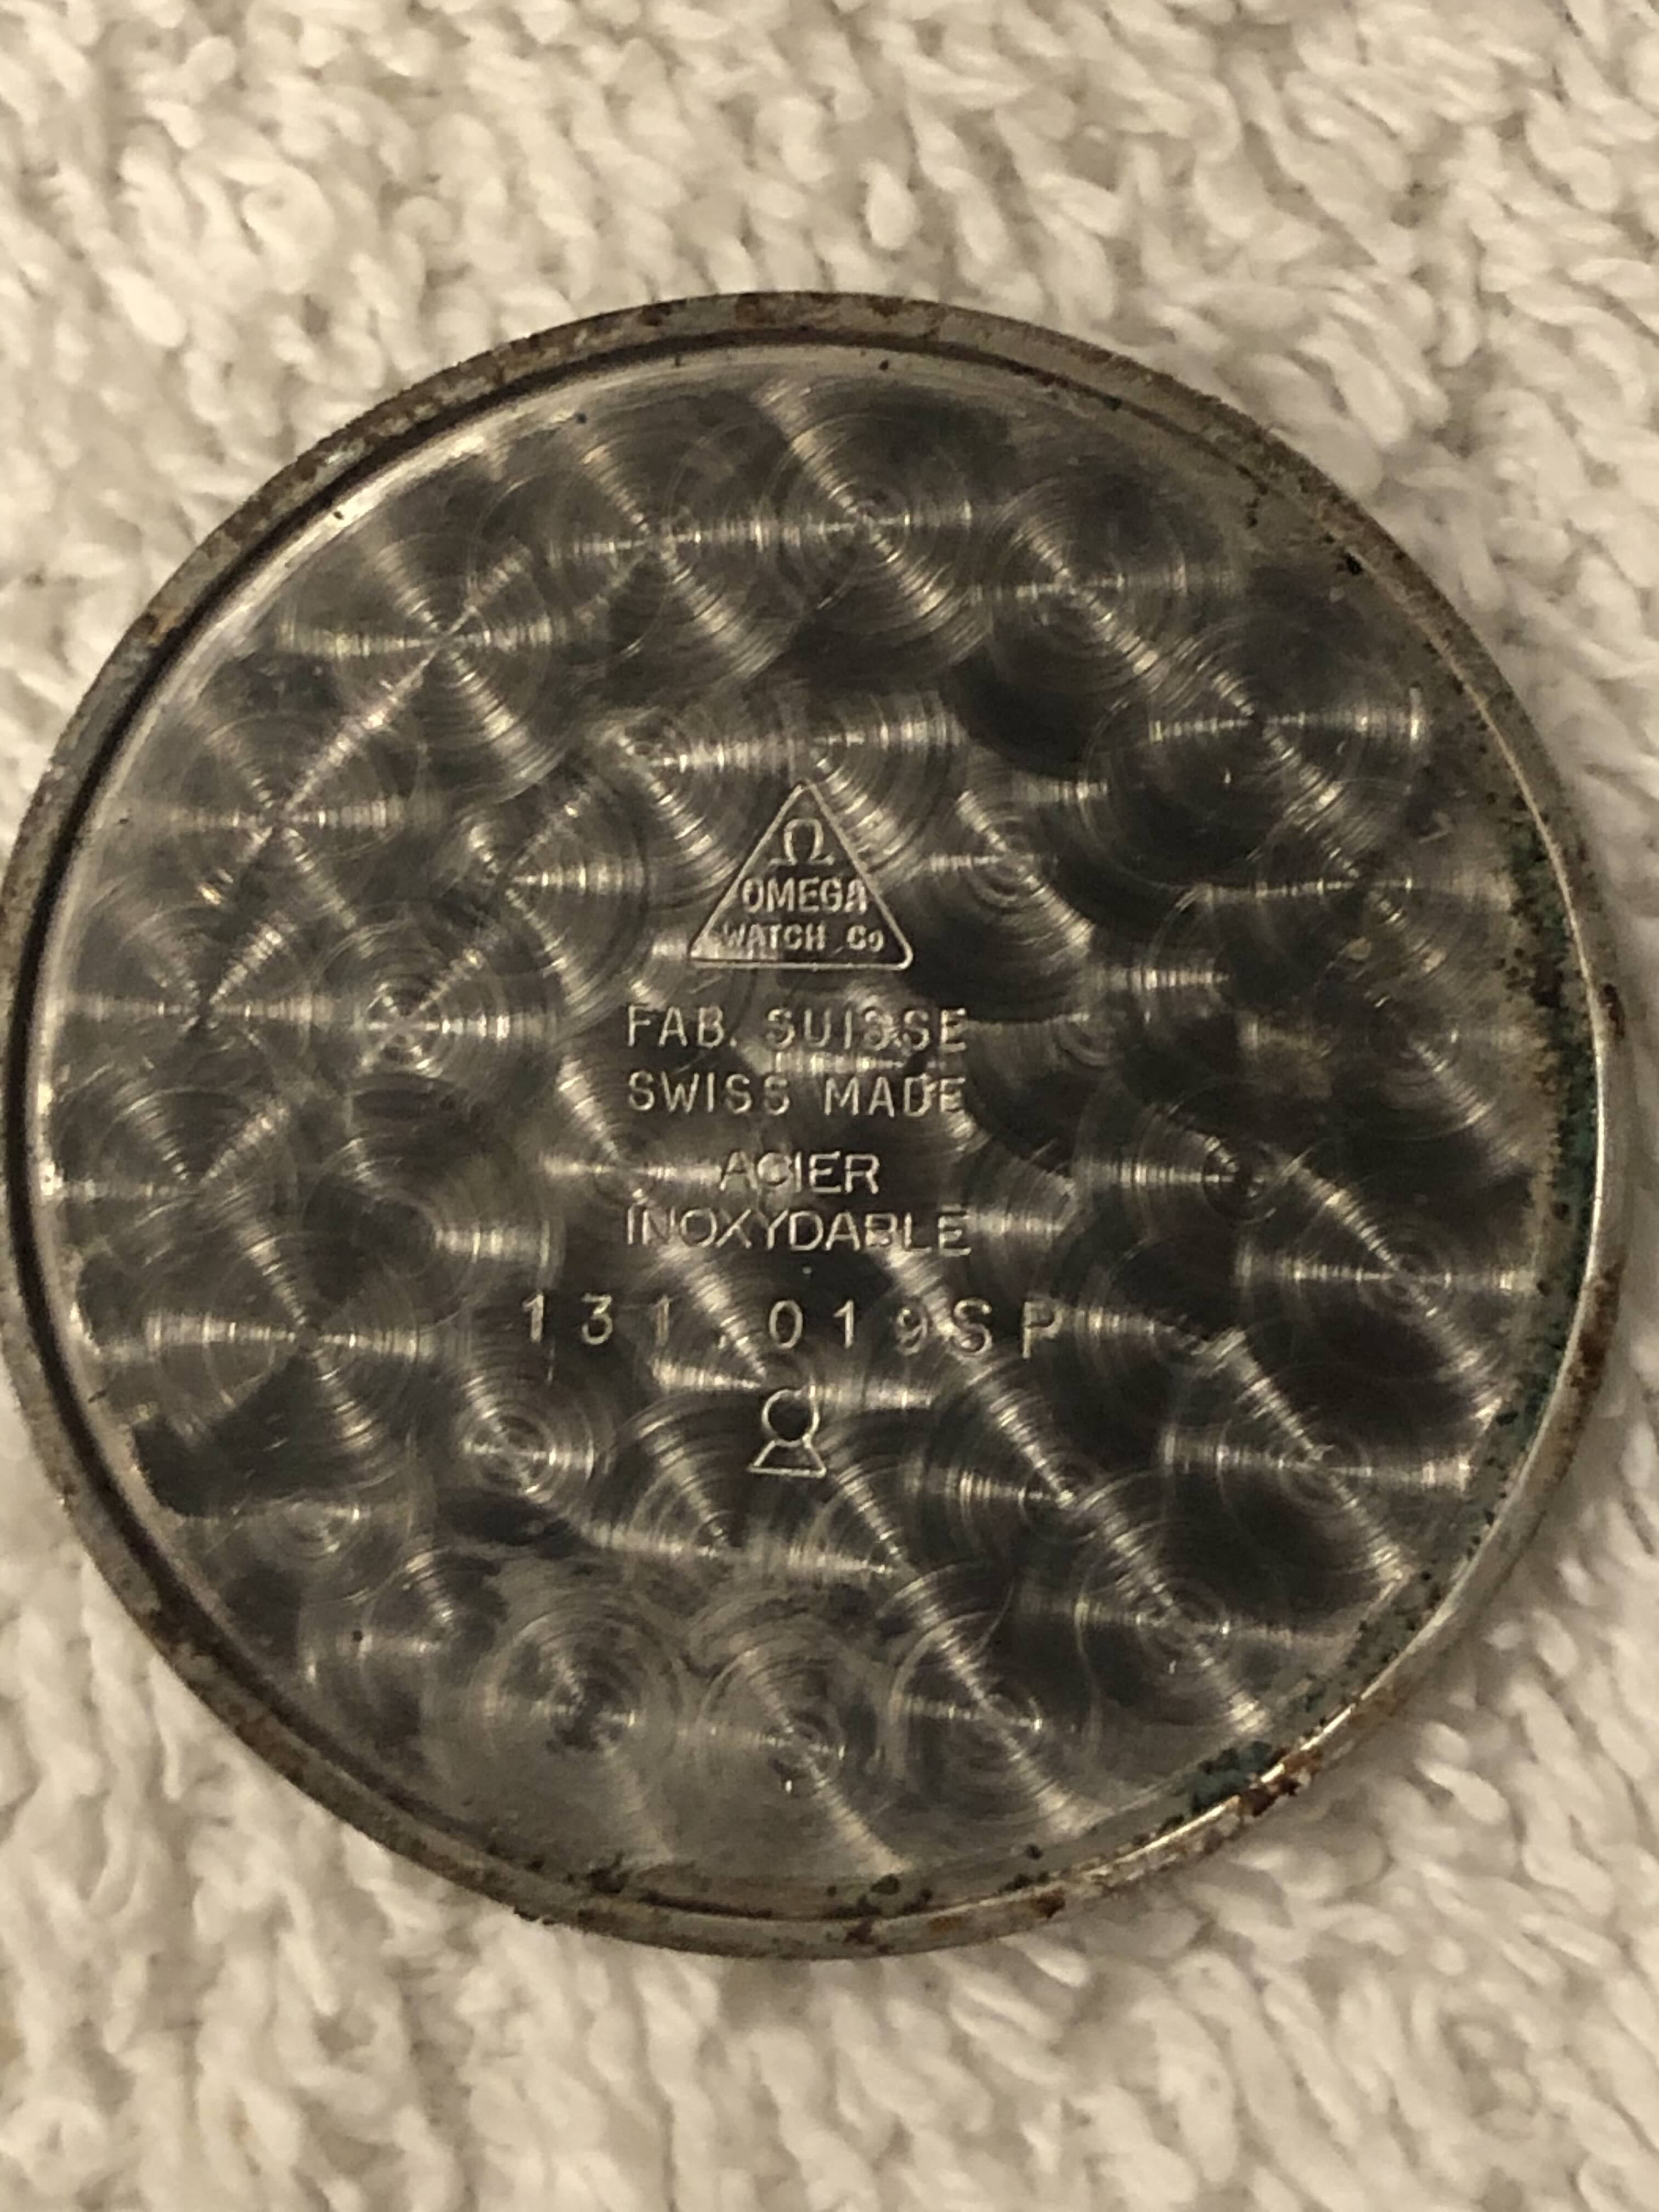 Ω
OMEGA
WATCH Co
FAB. SUISSE
SWISS MADE
ACIER
INOXYDABLE
131.019SP